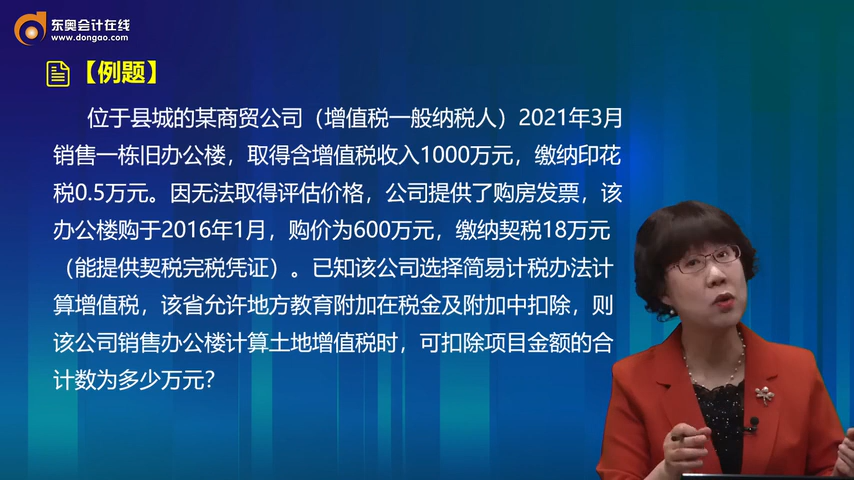 东奥会计在线
www.dongao.com
【例题】
位于县城的某商贸公司（增值税一般纳税人）2021年3月
销售一栋旧办公楼，取得含增值税收入1000万元，缴纳印花
税0.5万元。因无法取得评估价格，公司提供了购房发票，该
办公楼购于2016年1月，购价为600万元，缴纳契税18万元
（能提供契税完税凭证）。已知该公司选择简易计税办法计
算增值税，该省允许地方教育附加在税金及附加中扣除，则
该公司销售办公楼计算土地增值税时，可扣除项目金额的合
计数为多少万元？